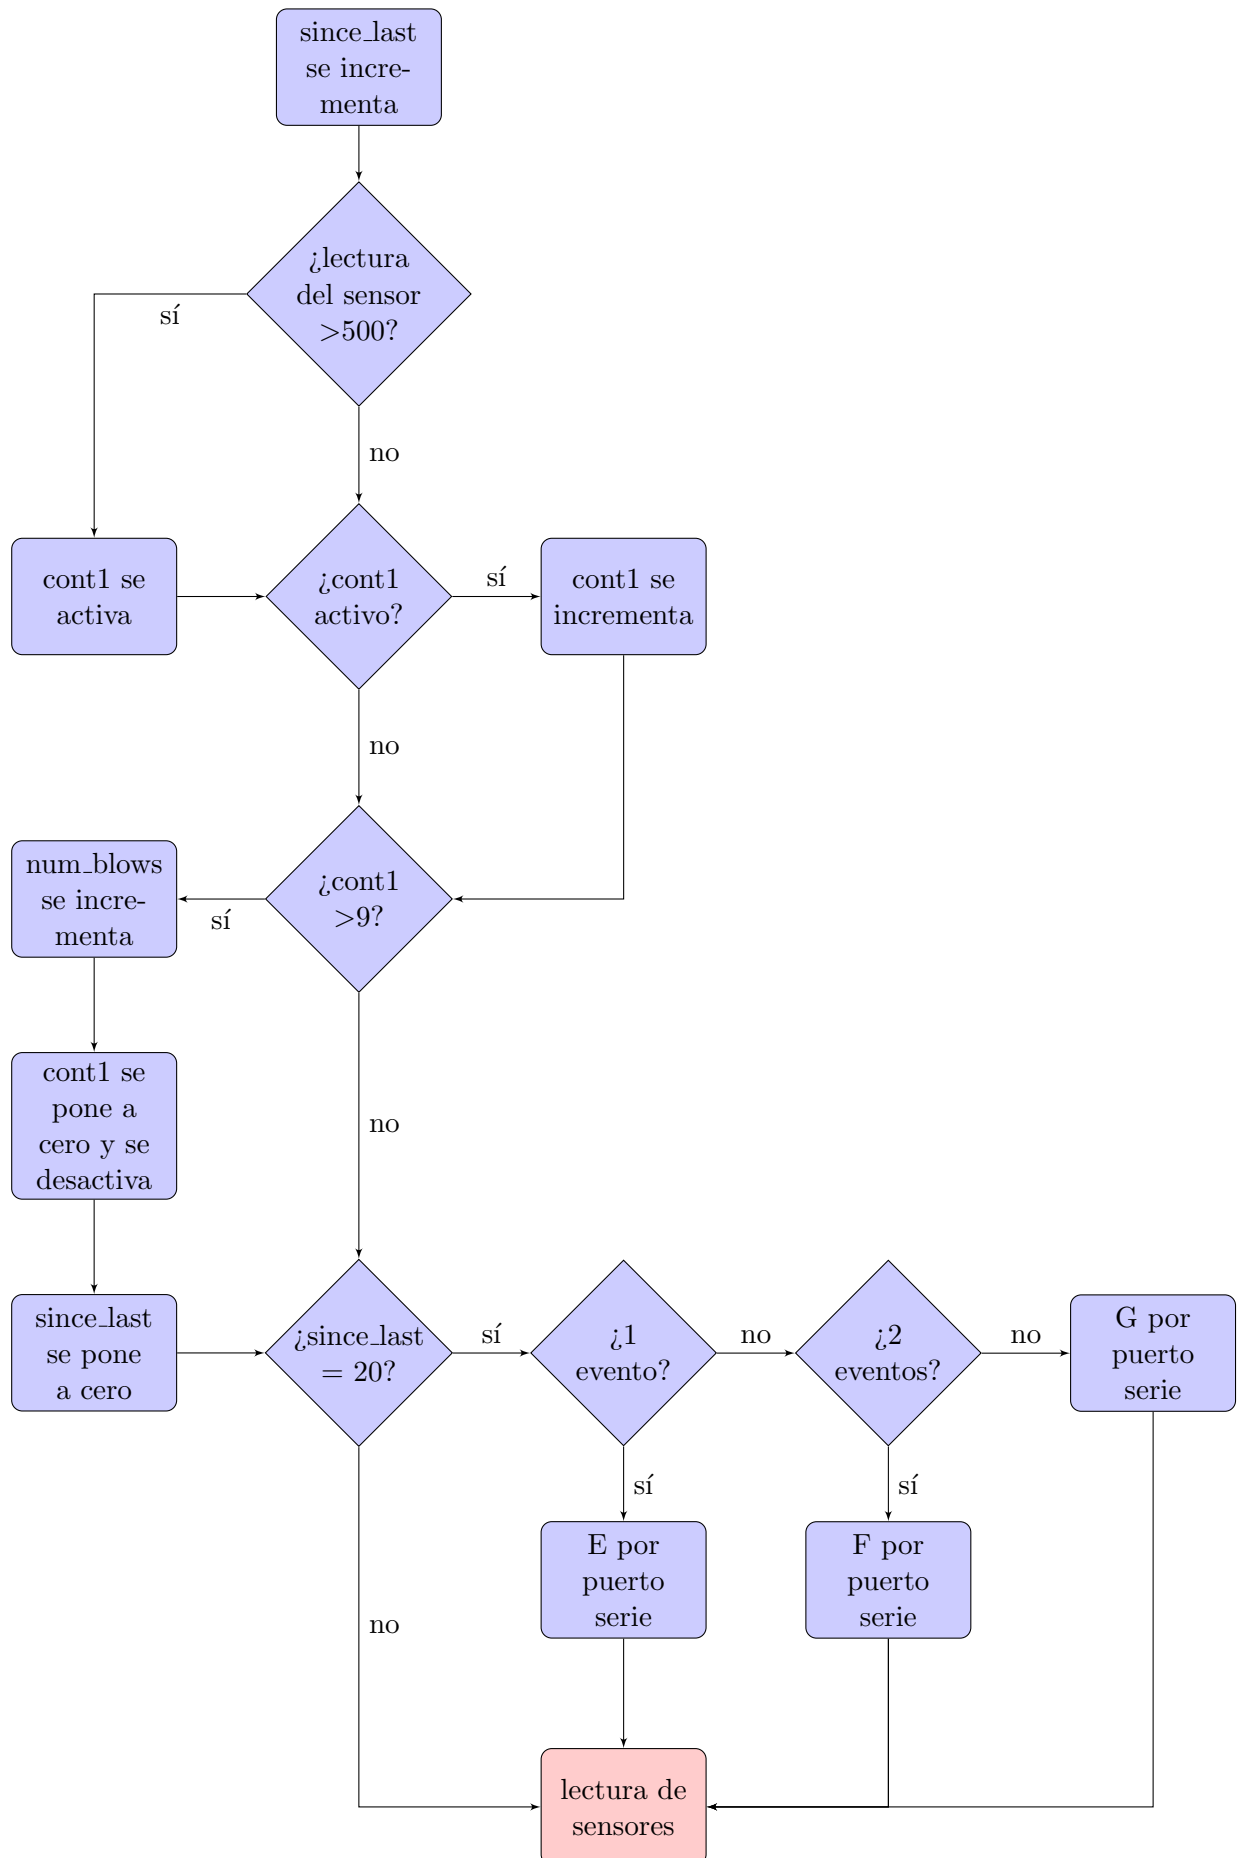 since_last
se incre-
menta
¿lectura
del sensor
>500?
sí
no
cont1 se
activa
¿cont1
activo?
sí
cont1 se
incrementa
no
num_blows
se incre-
menta
sí
¿cont1
>9?
cont1 se
pone a
cero y se
desactiva
no
since_last
se pone
a cero
¿since_last
= 20?
sí
¿1
evento?
no
¿2
eventos?
no
G por
puerto
serie
sí
sí
E por
puerto
serie
F por
puerto
serie
no
lectura de
sensores